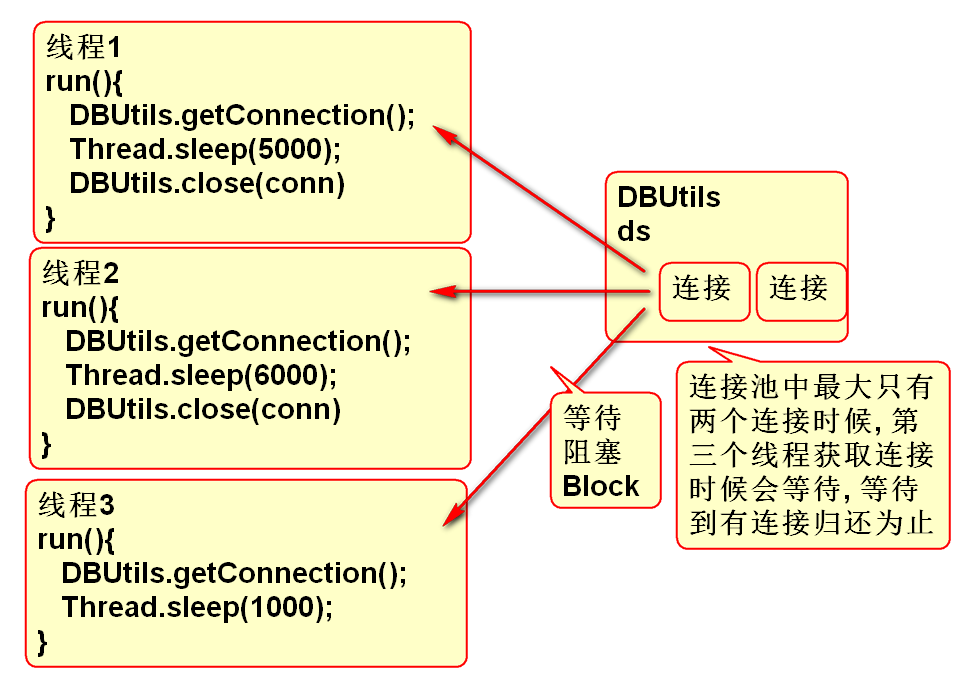 线程1
run(){
DBUtils.getConnection();
Thread.sleep(5000);
DBUtils.close(conn)
}
线程2
run(){
DBUtils.getConnection();
Thread.sleep(6000);
DBUtils.close(conn)
}
线程3
run(){
DBUtils.getConnection();
Thread.sleep(1000);
}
DBUtils
ds
连接
连接
等待
阻塞
Block
连接池中最大只有
两个连接时候,第
三个线程获取连接
时候会等待,等待
到有连接归还为止